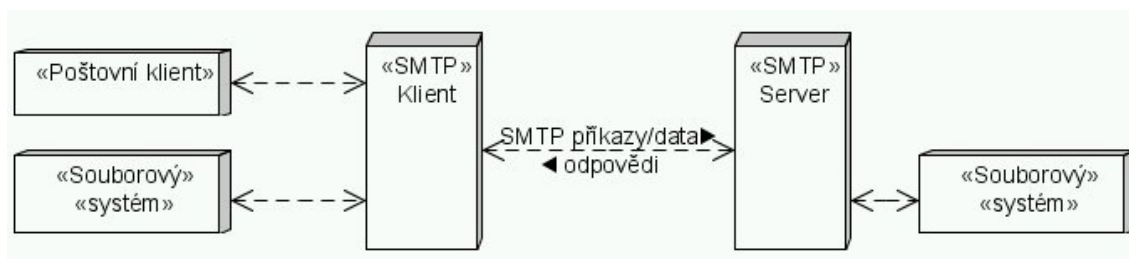 «Poštovní klient»
«Souborový»
«systém»
«SMTP»
Klient
SMTP příkazy/data►
◄ odpovědi
«SMTP»
Server
«Souborový»
«systém»